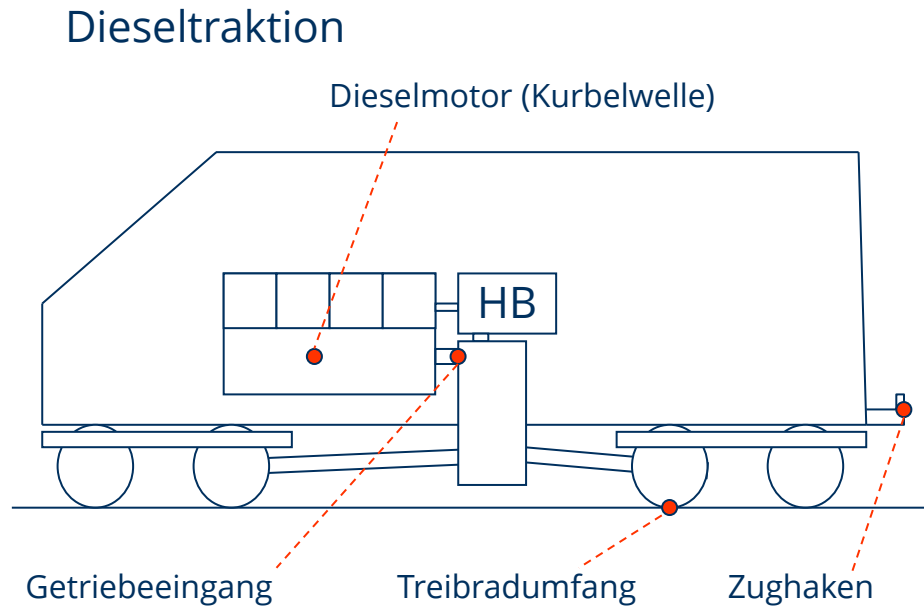 Dieseltraktion
Dieselmotor (Kurbelwelle)
HB
Getriebeeingang
Treibradumfang
Zughaken